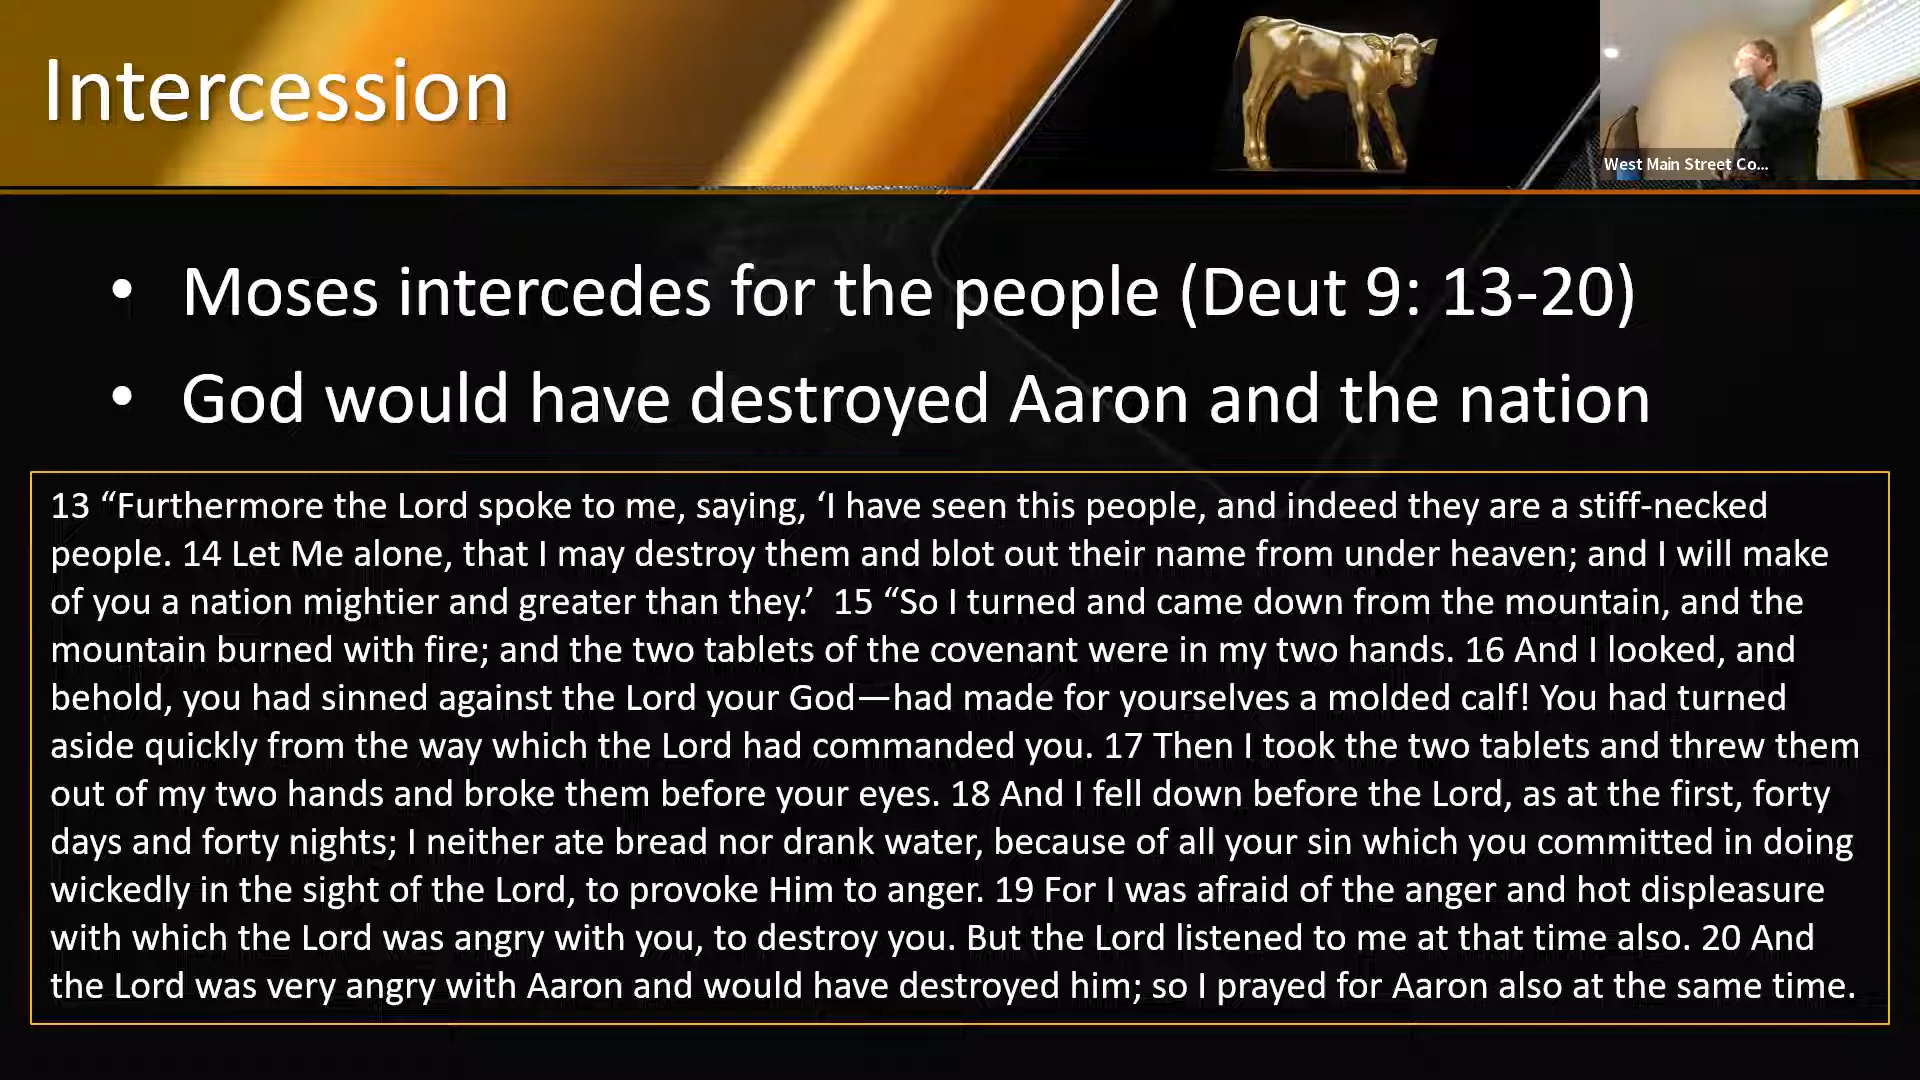 Intercession
West Main Street Co...
• Moses intercedes for the people (Deut 9: 13-20)
• God would have destroyed Aaron and the nation
13 “Furthermore the Lord spoke to me, saying, ‘I have seen this people, and indeed they are a stiff-necked
people. 14 Let Me alone, that I may destroy them and blot out their name from under heaven; and I will make
of you a nation mightier and greater than they.’  15 “So I turned and came down from the mountain, and the
mountain burned with fire; and the two tablets of the covenant were in my two hands. 16 And I looked, and
behold, you had sinned against the Lord your God—had made for yourselves a molded calf! You had turned
aside quickly from the way which the Lord had commanded you. 17 Then I took the two tablets and threw them
out of my two hands and broke them before your eyes. 18 And I fell down before the Lord, as at the first, forty
days and forty nights; I neither ate bread nor drank water, because of all your sin which you committed in doing
wickedly in the sight of the Lord, to provoke Him to anger. 19 For I was afraid of the anger and hot displeasure
with which the Lord was angry with you, to destroy you. But the Lord listened to me at that time also. 20 And
the Lord was very angry with Aaron and would have destroyed him; so I prayed for Aaron also at the same time.